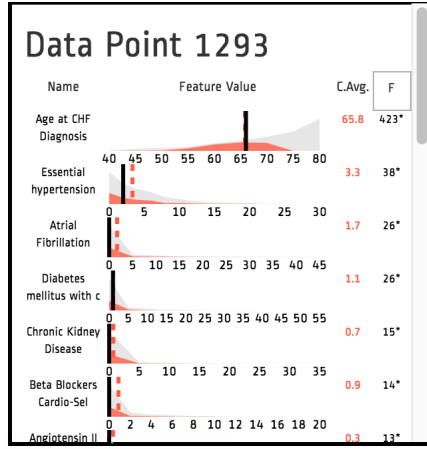 Data Point 1293
Name Feature Value C.Avg. F
Age at CHF
Diagnosis
65.8 423*
40 45 50 55 60 65 70 75 80
Essential
hypertension
3.3 38*
0 5 10 15 20 25 30
Atrial
Fibrillation
1.7 26*
0 5 10 15 20 25 30 35 40 45
Diabetes
mellitus with c
1.1 26*
0 5 10 15 20 25 30 35 40 45 50 55
Chronic Kidney
Disease
0.7 15*
0 5 10 15 20 25 30 35
Beta Blockers
Cardio-Sel
0.9 14*
0 2 4 6 8 10 12 14 16 18 20
Angiotensin II
0.3 13*